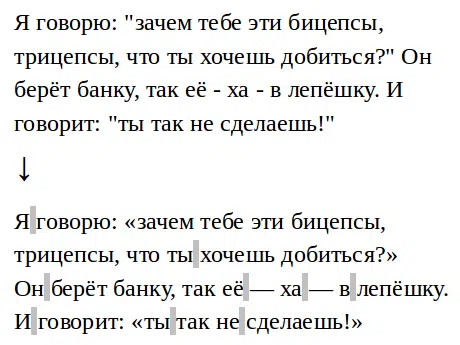 Я говорю: "зачем тебе эти бицепсы,
трицепсы, что ты хочешь добиться?" Он
берёт банку, так её - ха - в лепёшку. И
говорит: "ты так не сделаешь!"
↓
Я говорю: «зачем тебе эти бицепсы,
трицепсы, что ты хочешь добиться?»
Он берёт банку, так её — ха — в лепёшку.
И говорит: «ты так не сделаешь!»